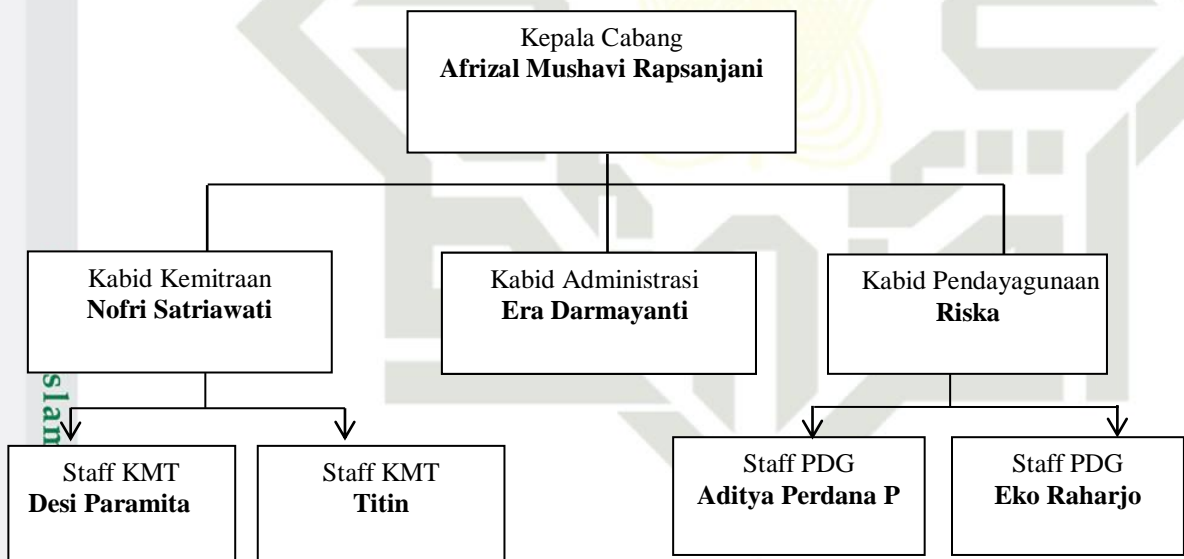 Kepala Cabang
Afrizal Mushavi Rapsanjani
Kabid Kemitraan
Nofri Satriawati
Kabid Administrasi
Era Darmayanti
Kabid Pendayagunaan
Riska
Staff KMT
Desi Paramita
Staff KMT
Titin
Staff PDG
Aditya Perdana P
Staff PDG
Eko Raharjo
slam